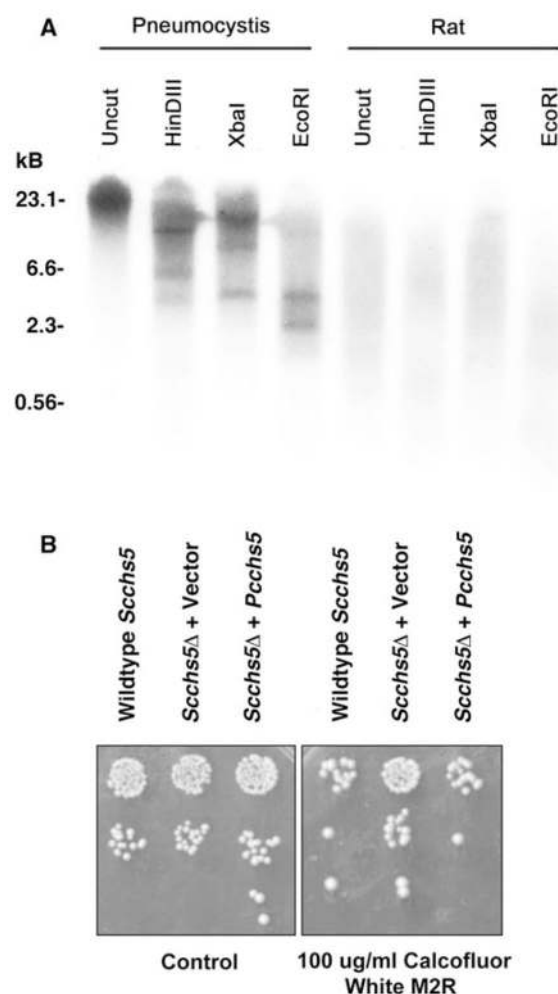 A
Pneumocystis
Rat
Uncut
HinDIII
XbaI
EcoRI
Uncut
HinDIII
XbaI
EcoRI
kB
23.1-
6.6-
2.3-
0.56-
B
Wildtype Scchs5
Scchs5Δ + Vector
Scchs5Δ + Pcchs5
Wildtype Scchs5
Scchs5Δ + Vector
Scchs5Δ + Pcchs5
Control
100 ug/ml Calcofluor
White M2R